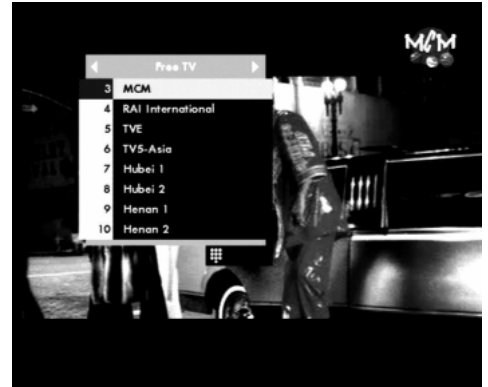 MCM
Free TV
3 MCM
4 RAI International
5 TVE
6 TV5-Asia
7 Hubei 1
8 Hubei 2
9 Henan 1
10 Henan 2